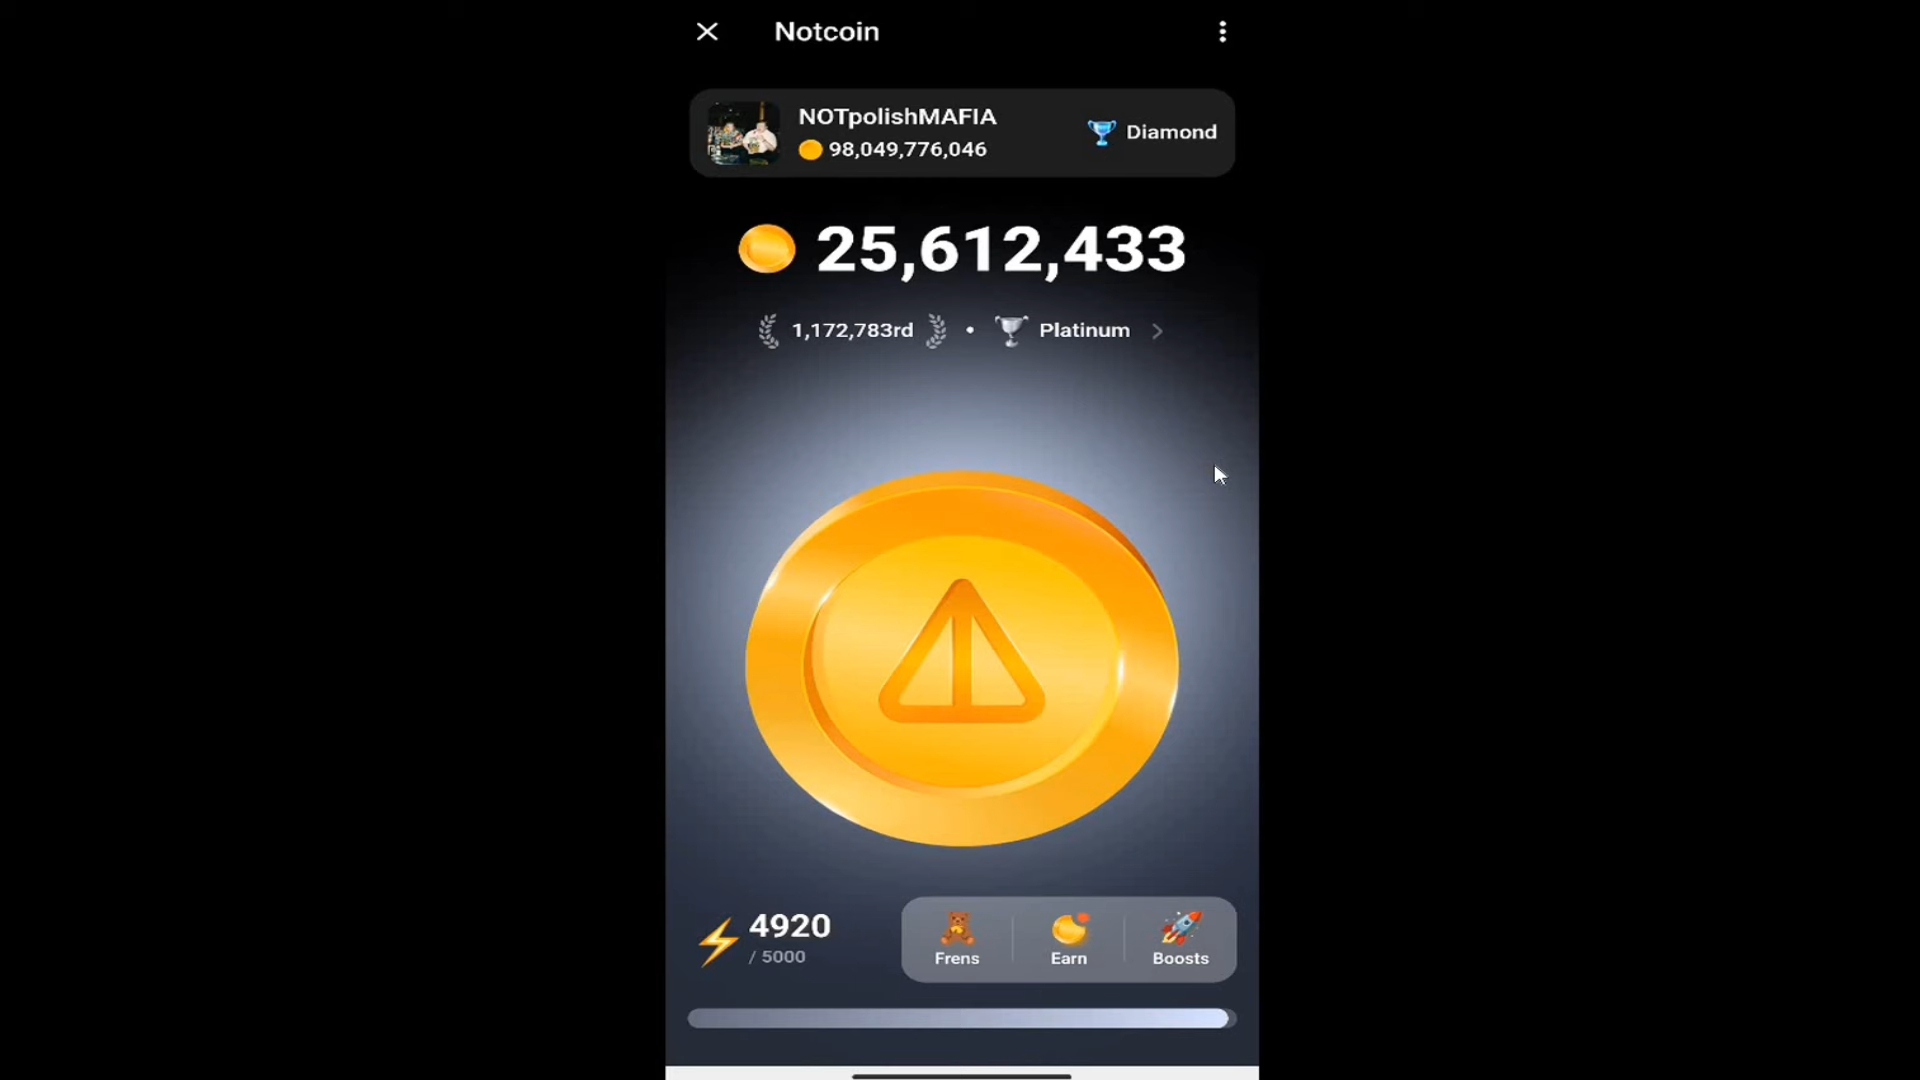 Notcoin
NOTpolishMAFIA
98,049,776,046
Diamond
25,612,433
1,172,783rd • Platinum
4920
/ 5000
Frens
Earn
Boosts